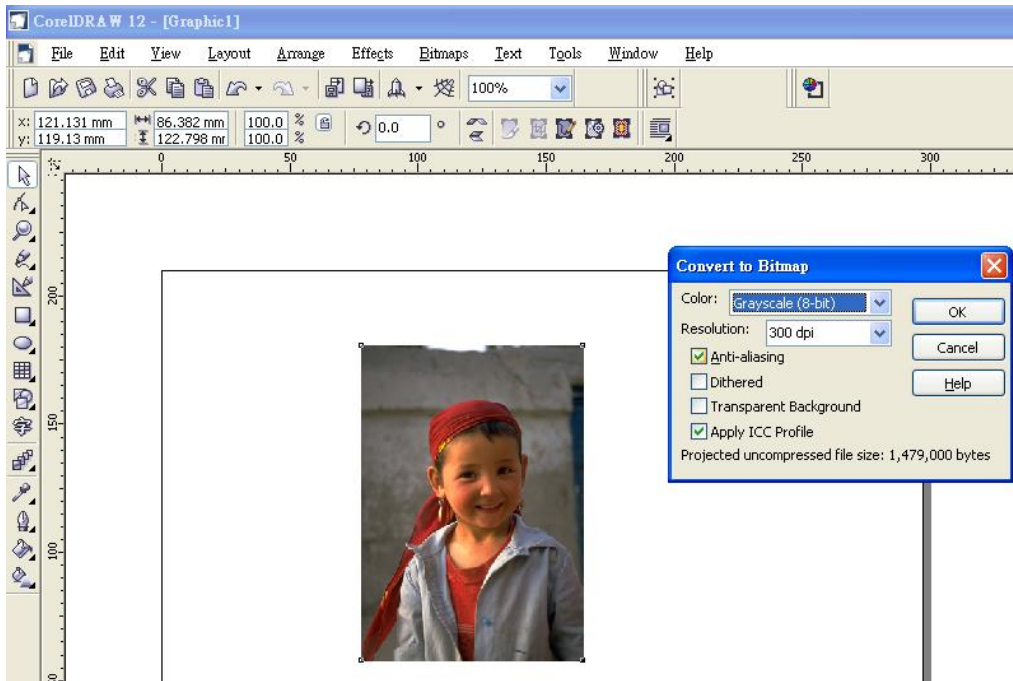 CorelDRAW 12 - [Graphic1]
File Edit View Layout Arrange Effects Bitmaps Text Tools Window Help
100%
x: 121.131 mm 86.382 mm 100.0 % 0.0 °
y: 119.13 mm 122.798 mr 100.0 %
0 50 100 150 200 250 300
200
150
100
字
Convert to Bitmap
Color: Grayscale (8-bit)
OK
Resolution: 300 dpi
Cancel
Anti-aliasing
Help
Dithered
Transparent Background
Apply ICC Profile
Projected uncompressed file size: 1,479,000 bytes